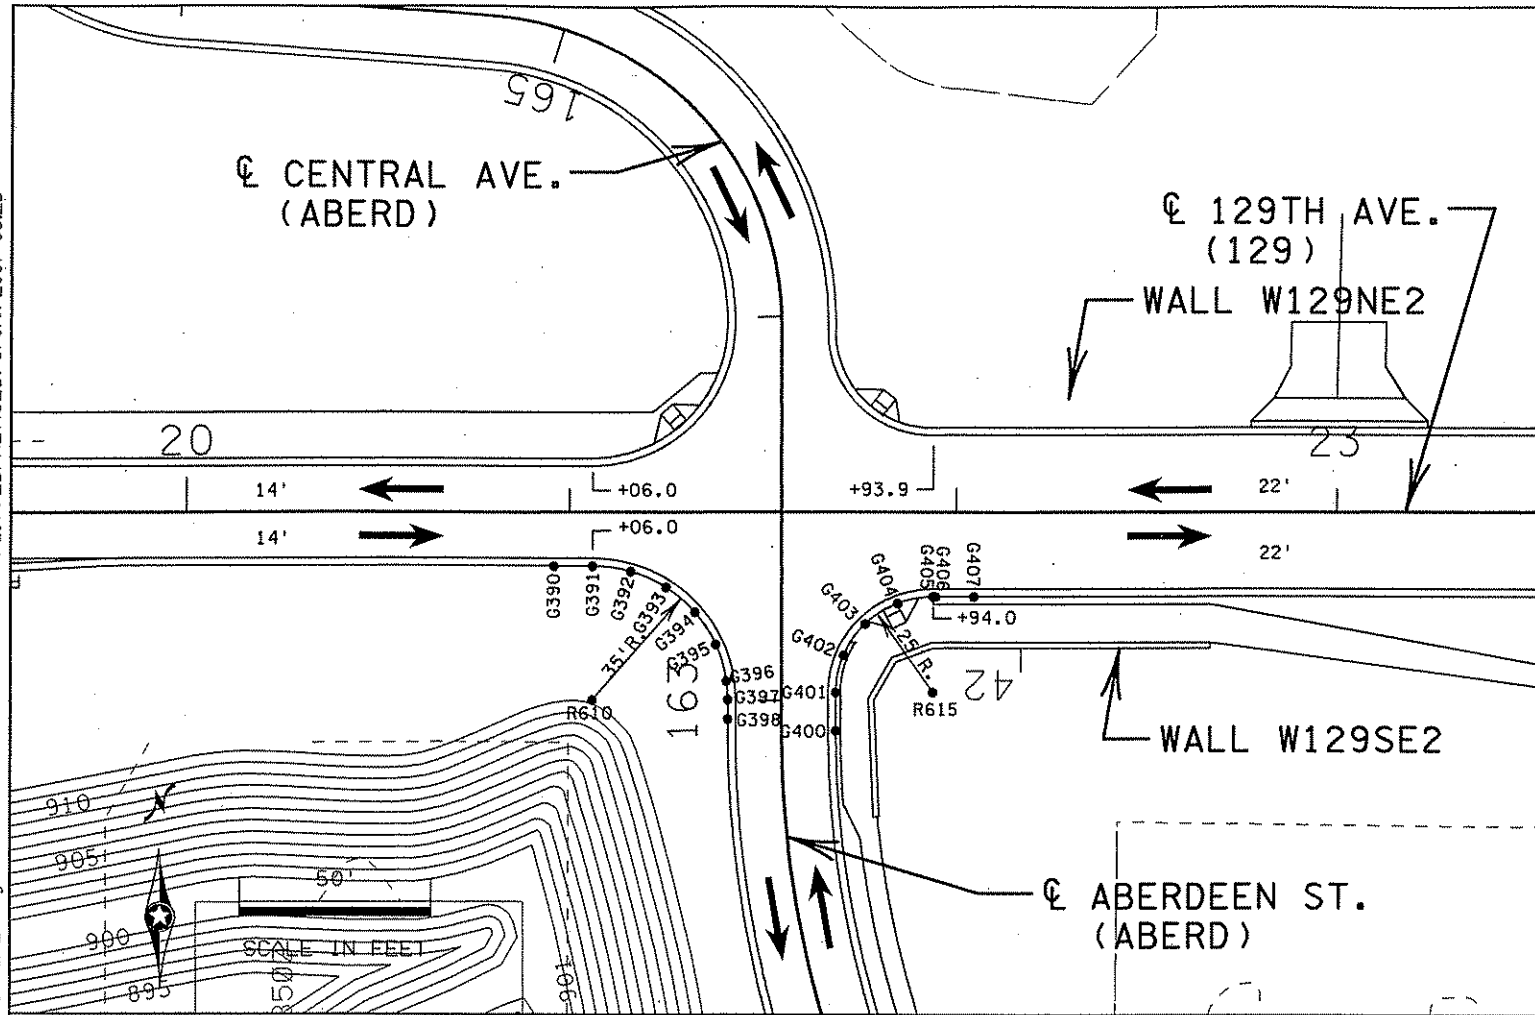 165
℄ CENTRAL AVE.
(ABERD)
℄ 129TH AVE.
(129)
WALL W129NE2
20
23
14'
+06.0
+93.9
22'
14'
+06.0
22'
G390
G391
G392
G393
G394
G395
G396
G397
G398
G400
G401
G402
G403
G404
G405
G406
G407
+94.0
35'R.
25'R.
R610
R615
163
42
WALL W129SE2
910
N
905
50'
900
SCALE IN FEET
895
901
℄ ABERDEEN ST.
(ABERD)